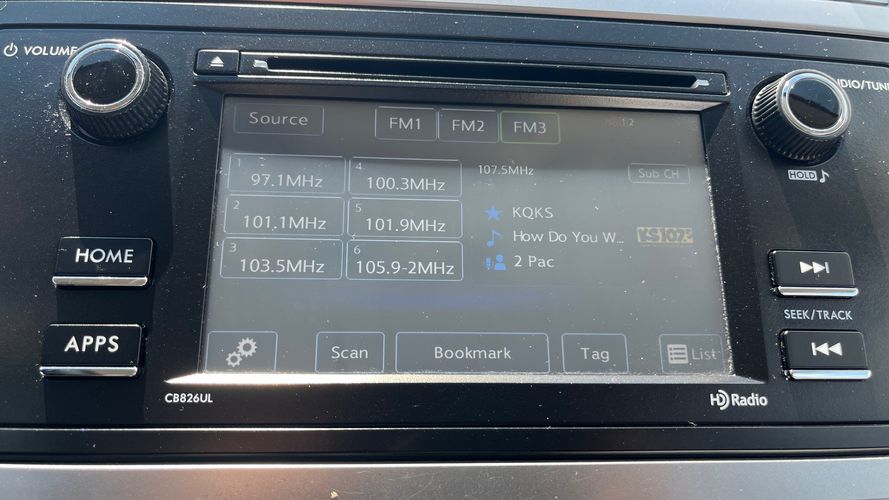 VOLUME
Source
FM1
FM2
FM3
1
97.1MHz
4
100.3MHz
2
101.1MHz
5
101.9MHz
3
103.5MHz
6
105.9-2MHz
107.5MHz
Sub CH
KQKS
How Do You W...
2 Pac
Scan
Bookmark
Tag
List
HOME
APPS
CB826UL
HD Radio
DIO/TUNE
HOLD
SEEK/TRACK